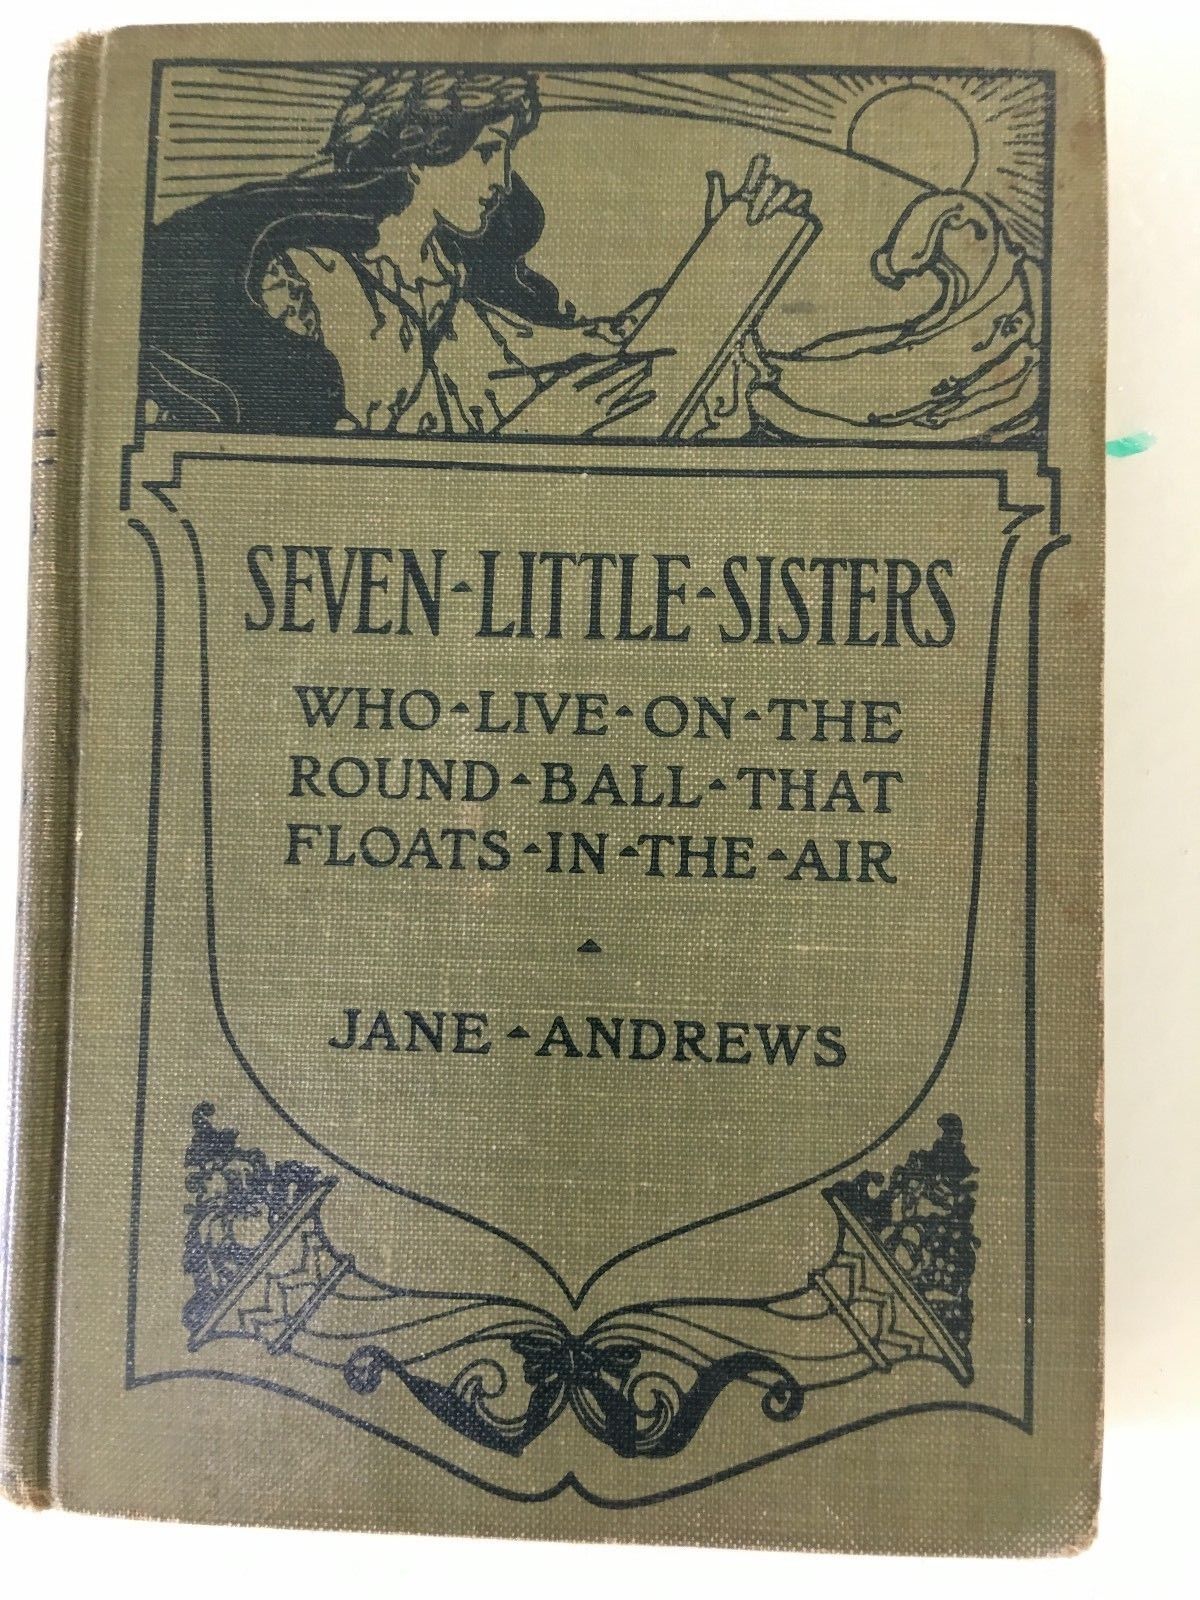 SEVEN▴LITTLE▴SISTERS
WHO▴LIVE▴ON▴THE
ROUND▴BALL▴THAT
FLOATS▴IN▴THE▴AIR
▴
JANE▴ANDREWS